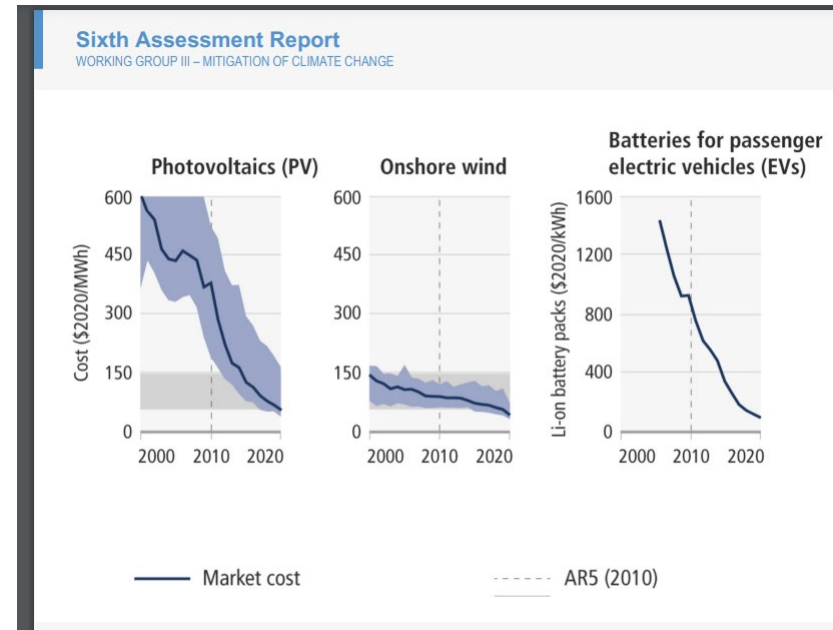 Sixth Assessment Report
WORKING GROUP III – MITIGATION OF CLIMATE CHANGE
Photovoltaics (PV)
Cost ($2020/MWh)
600
450
300
150
0
2000 2010 2020
Onshore wind
600
450
300
150
0
2000 2010 2020
Batteries for passenger
electric vehicles (EVs)
Li-on battery packs ($2020/kWh)
1600
1200
800
400
0
2000 2010 2020
Market cost
AR5 (2010)